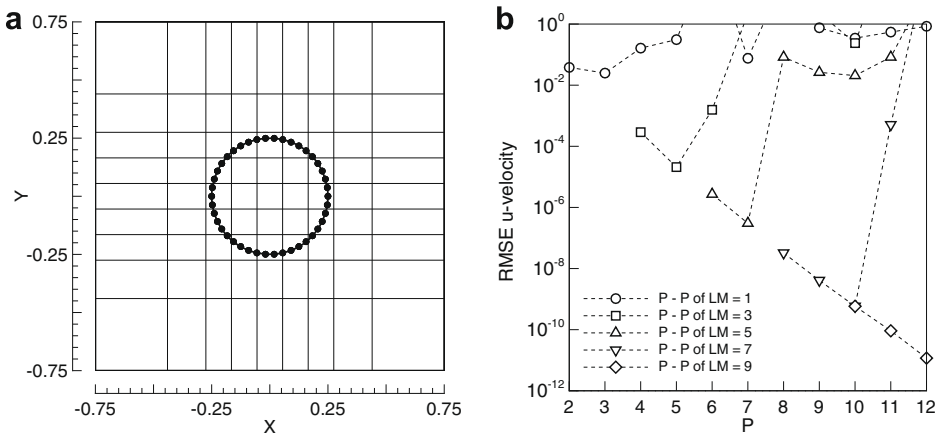 a
0.75
0.25
-0.25
-0.75
Y
-0.75
-0.25
0.25
0.75
X
b
10^0
10^-2
10^-4
10^-6
10^-8
10^-10
10^-12
RMSE u-velocity
P - P of LM = 1
P - P of LM = 3
P - P of LM = 5
P - P of LM = 7
P - P of LM = 9
2 3 4 5 6 7 8 9 10 11 12
P